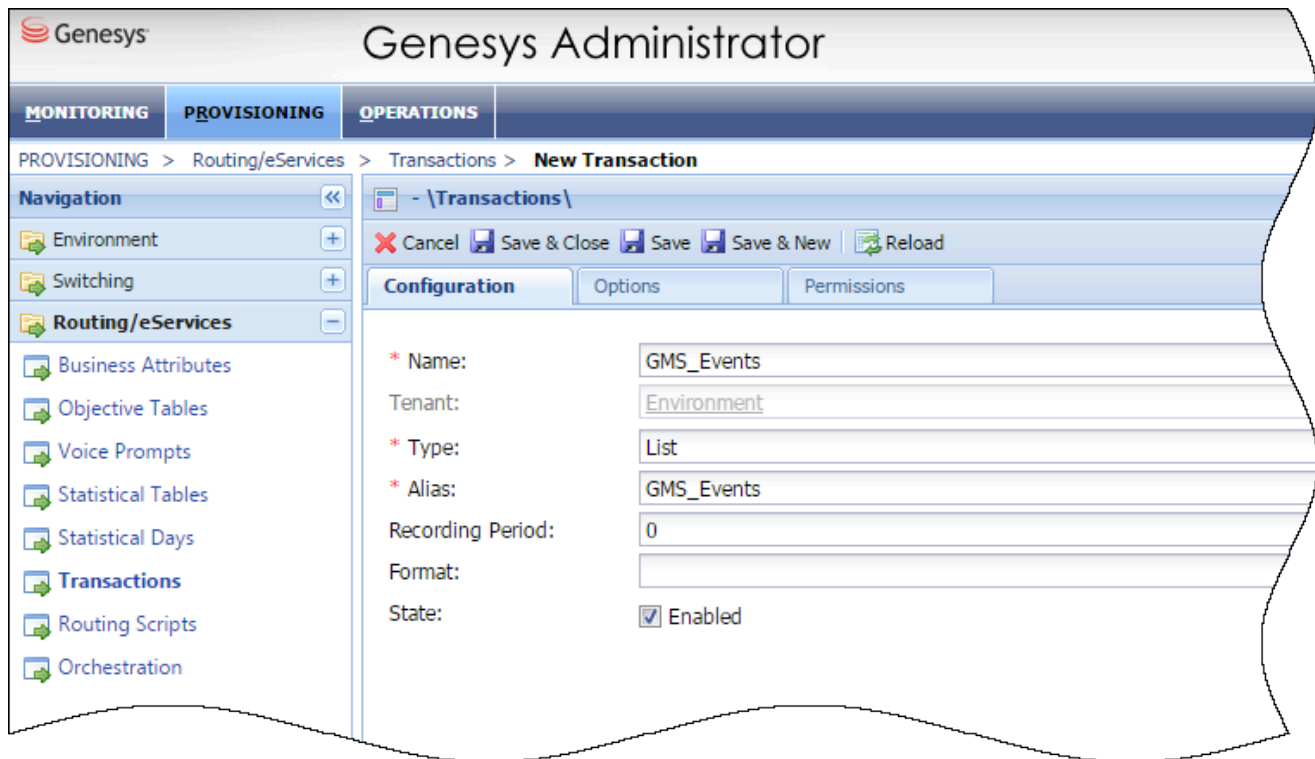 Genesys
Genesys Administrator
MONITORING PROVISIONING OPERATIONS
PROVISIONING > Routing/eServices > Transactions > New Transaction
Navigation
Environment
Switching
Routing/eServices
Business Attributes
Objective Tables
Voice Prompts
Statistical Tables
Statistical Days
Transactions
Routing Scripts
Orchestration
- \Transactions\
Cancel Save & Close Save Save & New Reload
Configuration Options Permissions
* Name: GMS_Events
Tenant: Environment
* Type: List
* Alias: GMS_Events
Recording Period: 0
Format:
State: Enabled